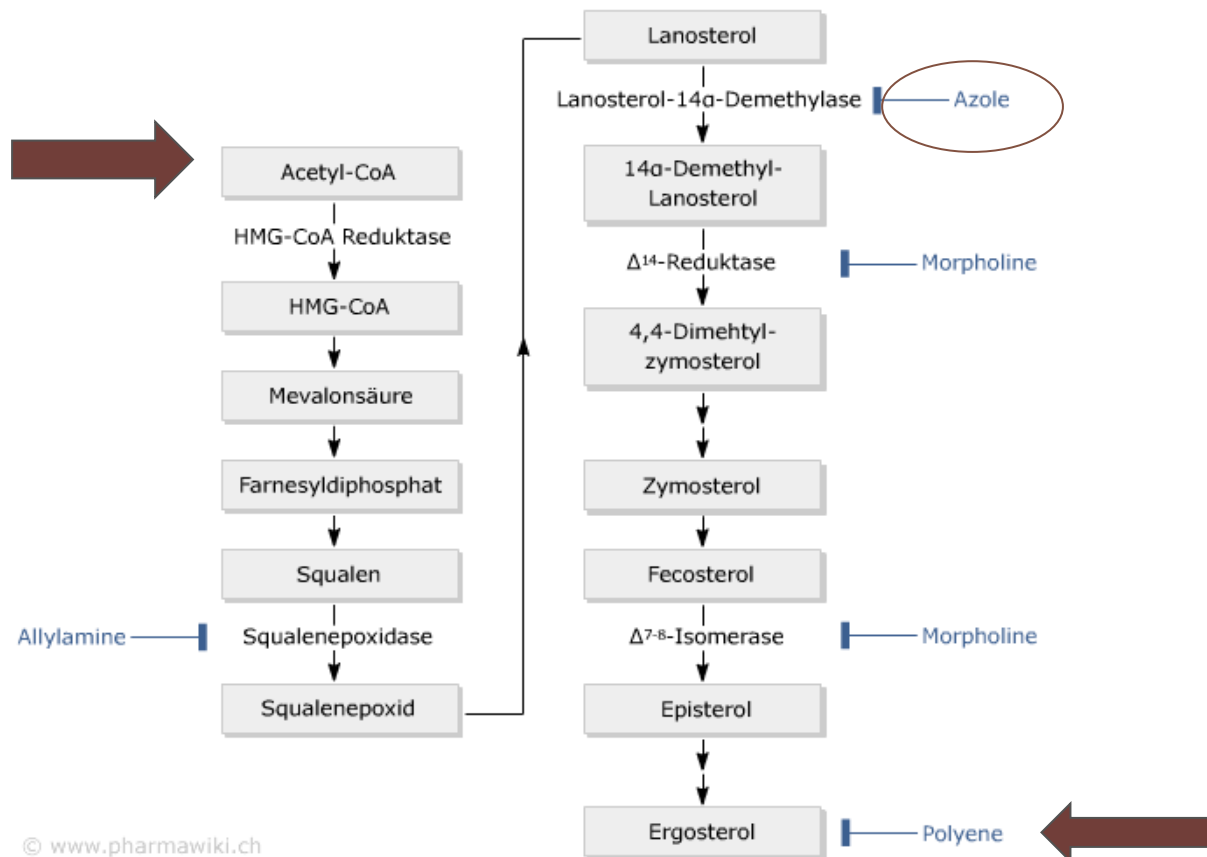 Acetyl-CoA
HMG-CoA Reduktase
HMG-CoA
Mevalonsäure
Farnesyldiphosphat
Squalen
Allylamine
Squalenepoxidase
Squalenepoxid
Lanosterol
Lanosterol-14α-Demethylase
Azole
14α-Demethyl-
Lanosterol
Δ¹⁴-Reduktase
Morpholine
4,4-Dimehtyl-
zymosterol
Zymosterol
Fecosterol
Δ⁷⁻⁸-Isomerase
Morpholine
Episterol
Ergosterol
Polyene
© www.pharmawiki.ch